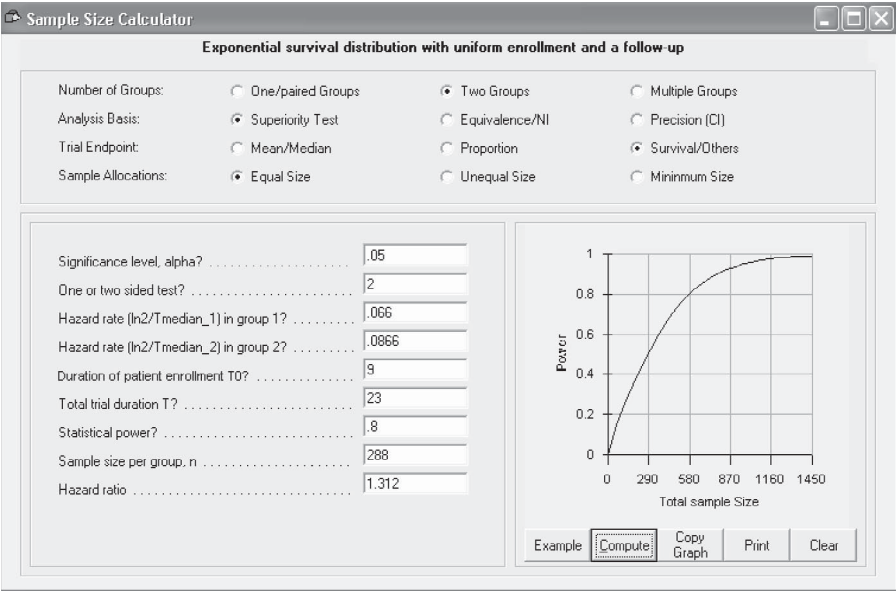 Sample Size Calculator
Exponential survival distribution with uniform enrollment and a follow-up
Number of Groups: One/paired Groups Two Groups Multiple Groups
Analysis Basis: Superiority Test Equivalence/NI Precision (CI)
Trial Endpoint: Mean/Median Proportion Survival/Others
Sample Allocations: Equal Size Unequal Size Mininmum Size
Significance level, alpha? .05
One or two sided test? 2
Hazard rate (ln2/Tmedian_1) in group 1? .066
Hazard rate (ln2/Tmedian_2) in group 2? .0866
Duration of patient enrollment T0? 9
Total trial duration T? 23
Statistical power? .8
Sample size per group, n 288
Hazard ratio 1.312
Power
1
0.8
0.6
0.4
0.2
0
0 290 580 870 1160 1450
Total sample Size
Example Compute Copy Graph Print Clear